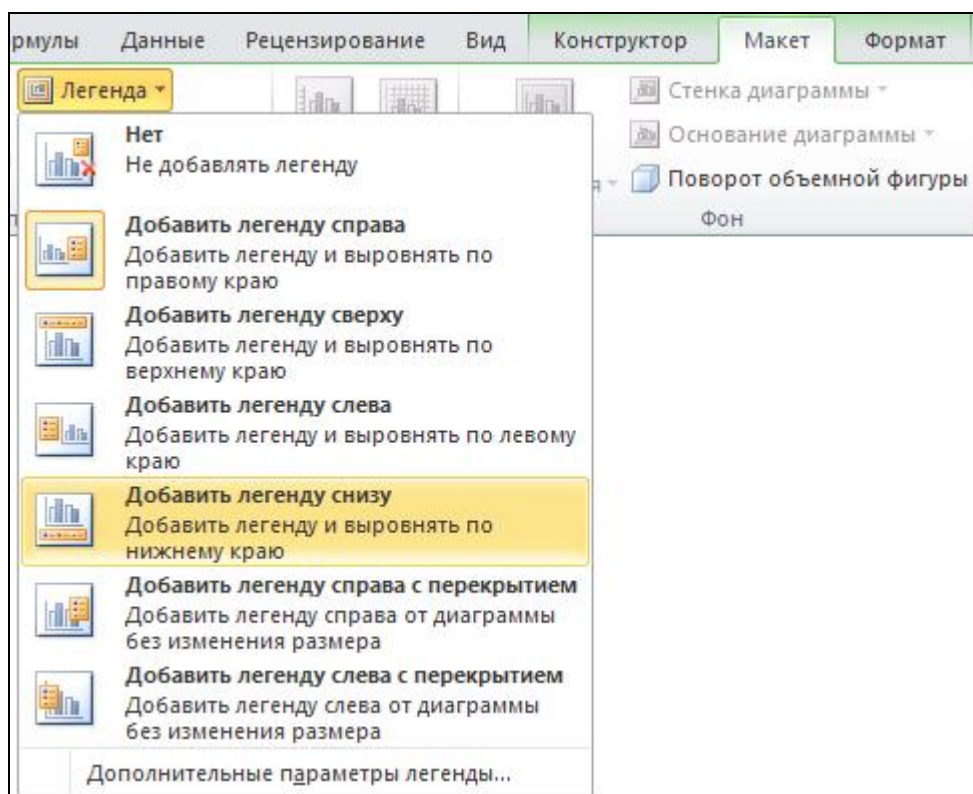 рмулы Данные Рецензирование Вид Конструктор Макет Формат
Легенда
Стенка диаграммы
Основание диаграммы
Поворот объемной фигуры
Фон
Нет
Не добавлять легенду
Добавить легенду справа
Добавить легенду и выровнять по
правому краю
Добавить легенду сверху
Добавить легенду и выровнять по
верхнему краю
Добавить легенду слева
Добавить легенду и выровнять по левому
краю
Добавить легенду снизу
Добавить легенду и выровнять по
нижнему краю
Добавить легенду справа с перекрытием
Добавить легенду справа от диаграммы
без изменения размера
Добавить легенду слева с перекрытием
Добавить легенду слева от диаграммы
без изменения размера
Дополнительные параметры легенды...